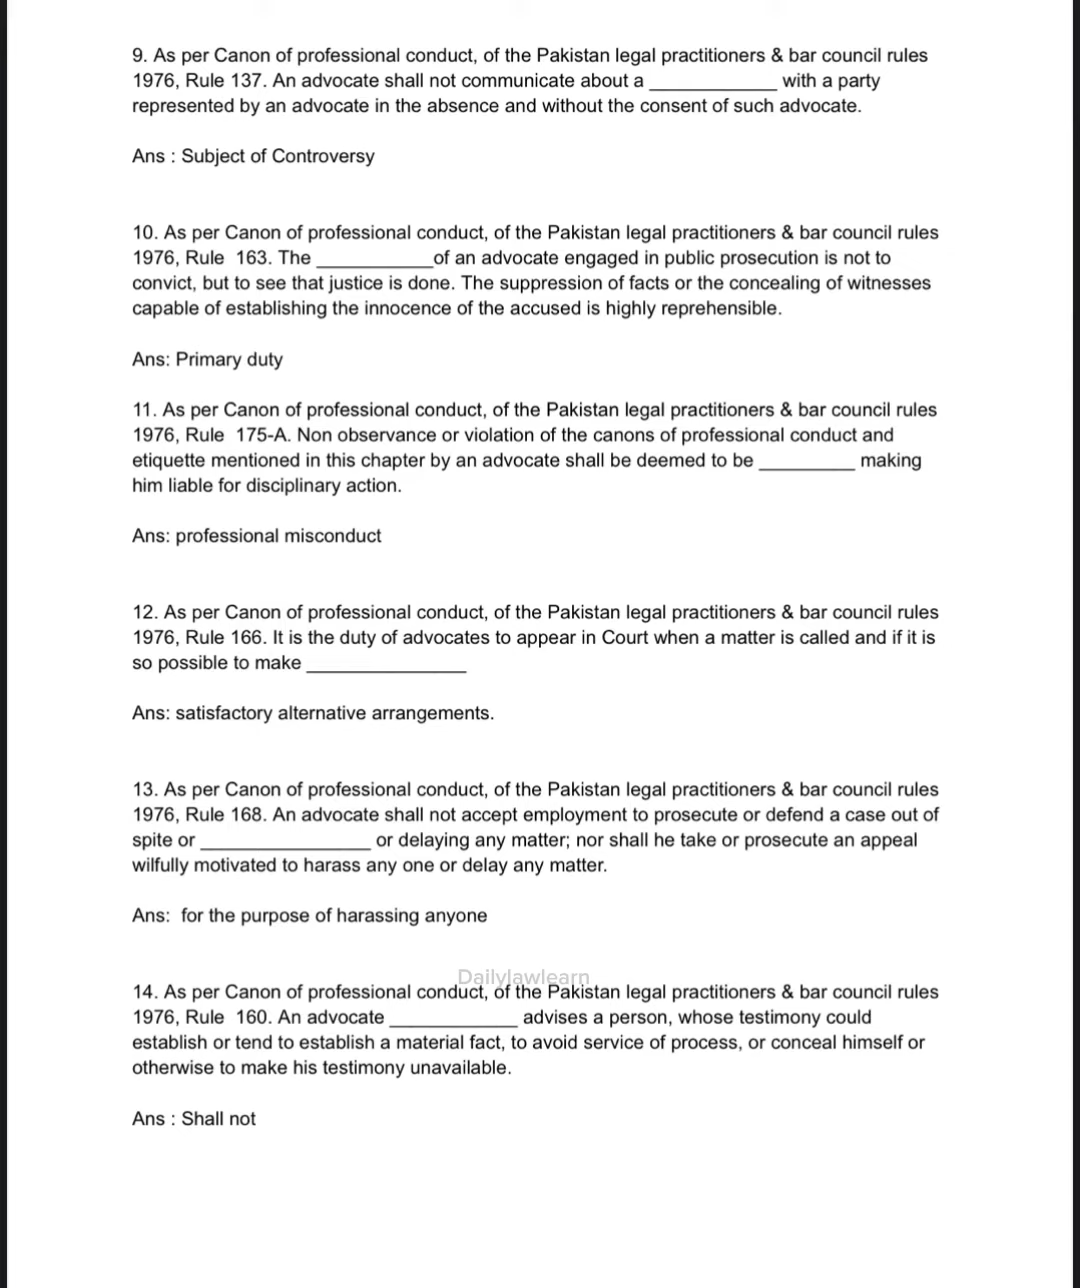 9. As per Canon of professional conduct, of the Pakistan legal practitioners & bar council rules
1976, Rule 137. An advocate shall not communicate about a ____________ with a party
represented by an advocate in the absence and without the consent of such advocate.
Ans : Subject of Controversy
10. As per Canon of professional conduct, of the Pakistan legal practitioners & bar council rules
1976, Rule  163. The ___________of an advocate engaged in public prosecution is not to
convict, but to see that justice is done. The suppression of facts or the concealing of witnesses
capable of establishing the innocence of the accused is highly reprehensible.
Ans: Primary duty
11. As per Canon of professional conduct, of the Pakistan legal practitioners & bar council rules
1976, Rule  175-A. Non observance or violation of the canons of professional conduct and
etiquette mentioned in this chapter by an advocate shall be deemed to be _________ making
him liable for disciplinary action.
Ans: professional misconduct
12. As per Canon of professional conduct, of the Pakistan legal practitioners & bar council rules
1976, Rule 166. It is the duty of advocates to appear in Court when a matter is called and if it is
so possible to make _______________
Ans: satisfactory alternative arrangements.
13. As per Canon of professional conduct, of the Pakistan legal practitioners & bar council rules
1976, Rule 168. An advocate shall not accept employment to prosecute or defend a case out of
spite or ________________ or delaying any matter; nor shall he take or prosecute an appeal
wilfully motivated to harass any one or delay any matter.
Ans:  for the purpose of harassing anyone
Dailylawlearn
14. As per Canon of professional conduct, of the Pakistan legal practitioners & bar council rules
1976, Rule  160. An advocate ____________ advises a person, whose testimony could
establish or tend to establish a material fact, to avoid service of process, or conceal himself or
otherwise to make his testimony unavailable.
Ans : Shall not